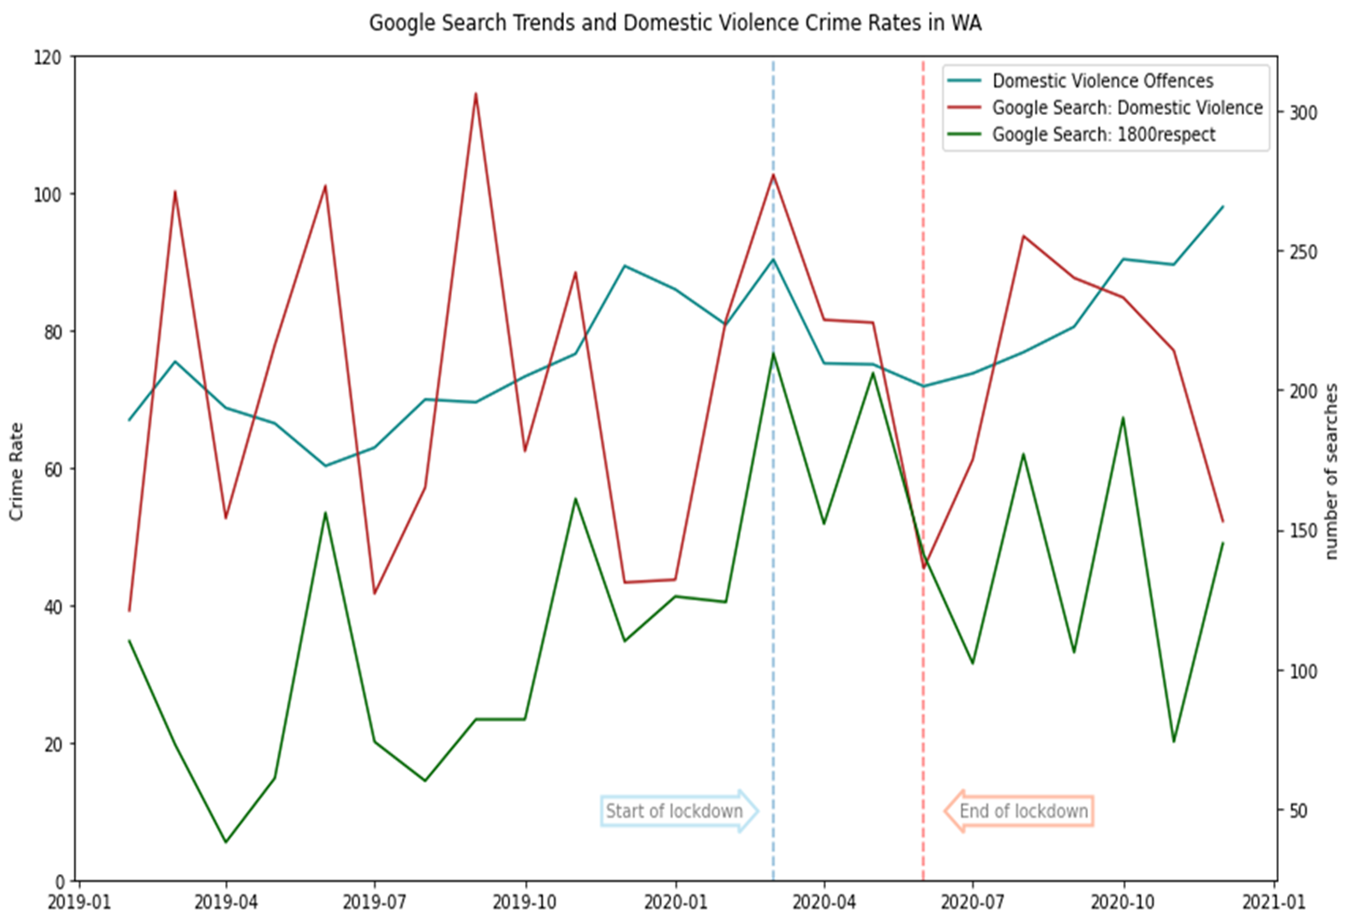 Google Search Trends and Domestic Violence Crime Rates in WA
120
100
80
60
40
20
0
Crime Rate
Domestic Violence Offences
Google Search: Domestic Violence
Google Search: 1800respect
Start of lockdown
End of lockdown
300
250
200
150
100
50
number of searches
2019-01
2019-04
2019-07
2019-10
2020-01
2020-04
2020-07
2020-10
2021-01